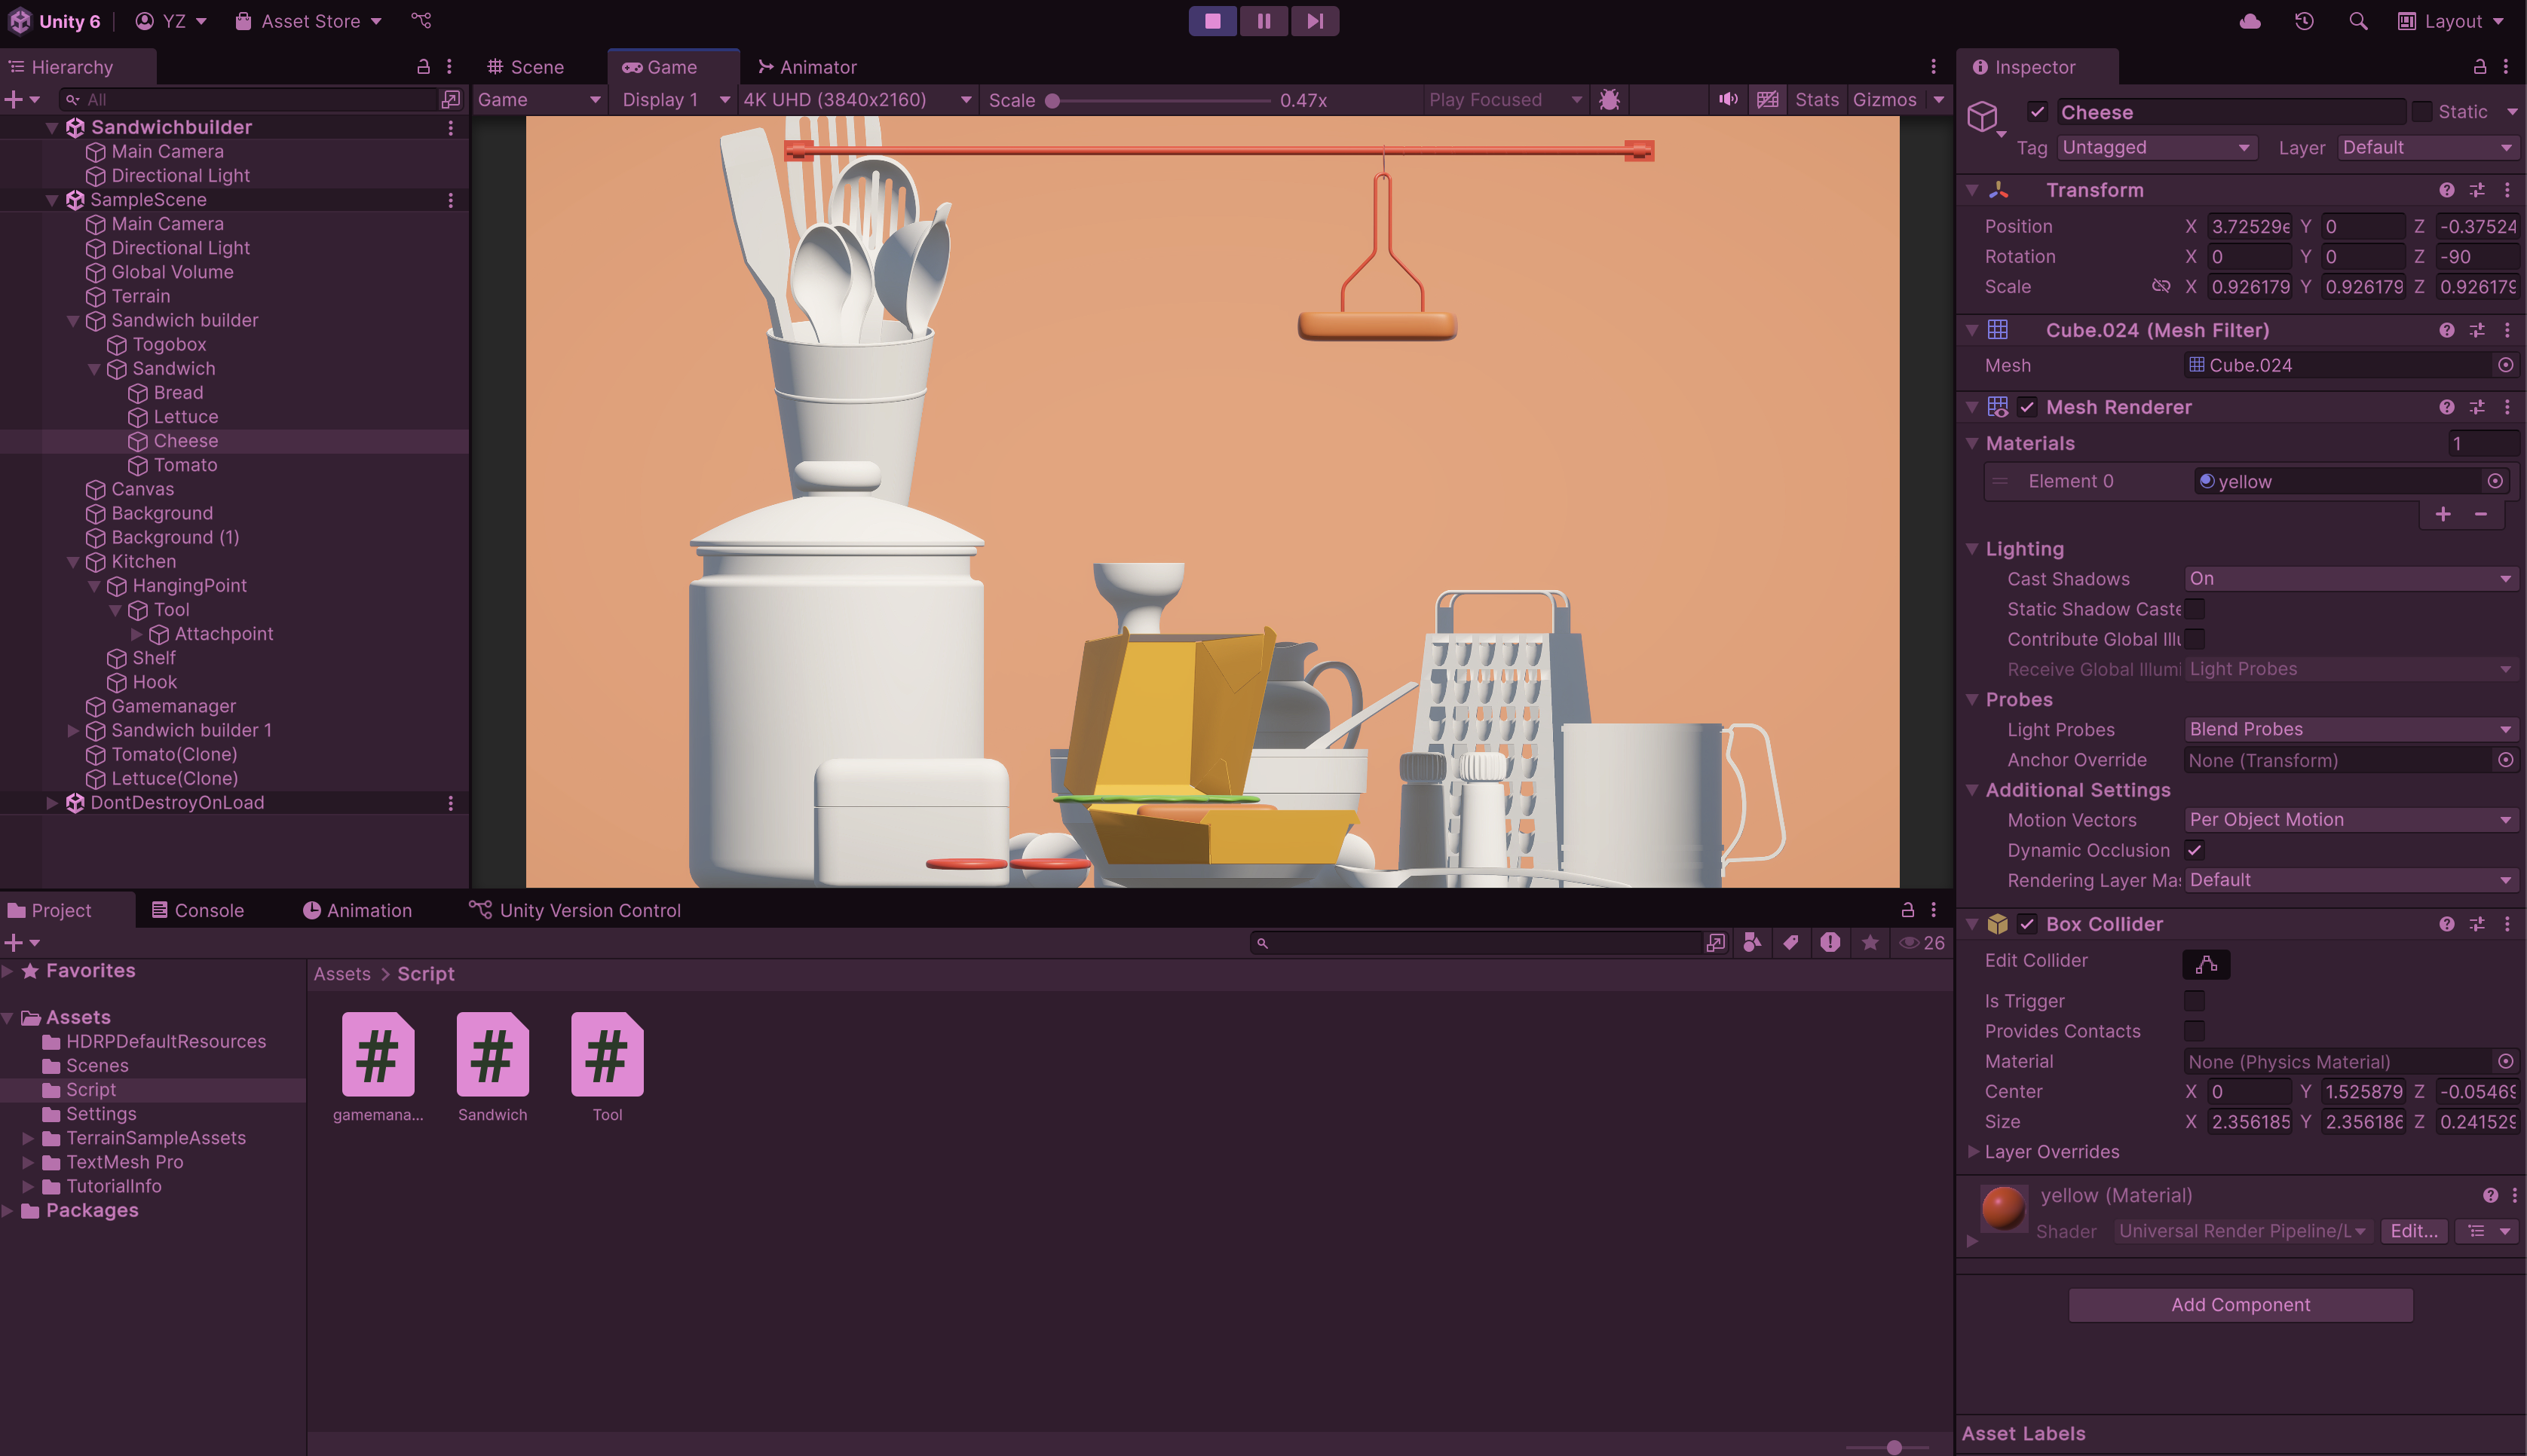 Unity 6 YZ Asset Store Layout
Hierarchy
All
Sandwichbuilder
Main Camera
Directional Light
SampleScene
Main Camera
Directional Light
Global Volume
Terrain
Sandwich builder
Togobox
Sandwich
Bread
Lettuce
Cheese
Tomato
Canvas
Background
Background (1)
Kitchen
HangingPoint
Tool
Attachpoint
Shelf
Hook
Gamemanager
Sandwich builder 1
Tomato(Clone)
Lettuce(Clone)
DontDestroyOnLoad
Scene Game Animator
Game Display 1 4K UHD (3840x2160) Scale 0.47x Play Focused Stats Gizmos
Inspector
Cheese Static
Tag Untagged Layer Default
Transform
Position X 3.72529e Y 0 Z -0.37524
Rotation X 0 Y 0 Z -90
Scale X 0.926179 Y 0.926179 Z 0.926179
Cube.024 (Mesh Filter)
Mesh Cube.024
Mesh Renderer
Materials 1
Element 0 yellow
Lighting
Cast Shadows On
Static Shadow Caste
Contribute Global Illu
Receive Global Illumi Light Probes
Probes
Light Probes Blend Probes
Anchor Override None (Transform)
Additional Settings
Motion Vectors Per Object Motion
Dynamic Occlusion
Rendering Layer Ma Default
Box Collider
Edit Collider
Is Trigger
Provides Contacts
Material None (Physics Material)
Center X 0 Y 1.525879 Z -0.05469
Size X 2.356185 Y 2.356186 Z 0.241529
Layer Overrides
yellow (Material)
Shader Universal Render Pipeline/L Edit...
Add Component
Asset Labels
Project Console Animation Unity Version Control
26
Favorites
Assets
HDRPDefaultResources
Scenes
Script
Settings
TerrainSampleAssets
TextMesh Pro
TutorialInfo
Packages
Assets > Script
# # #
gamemana... Sandwich Tool